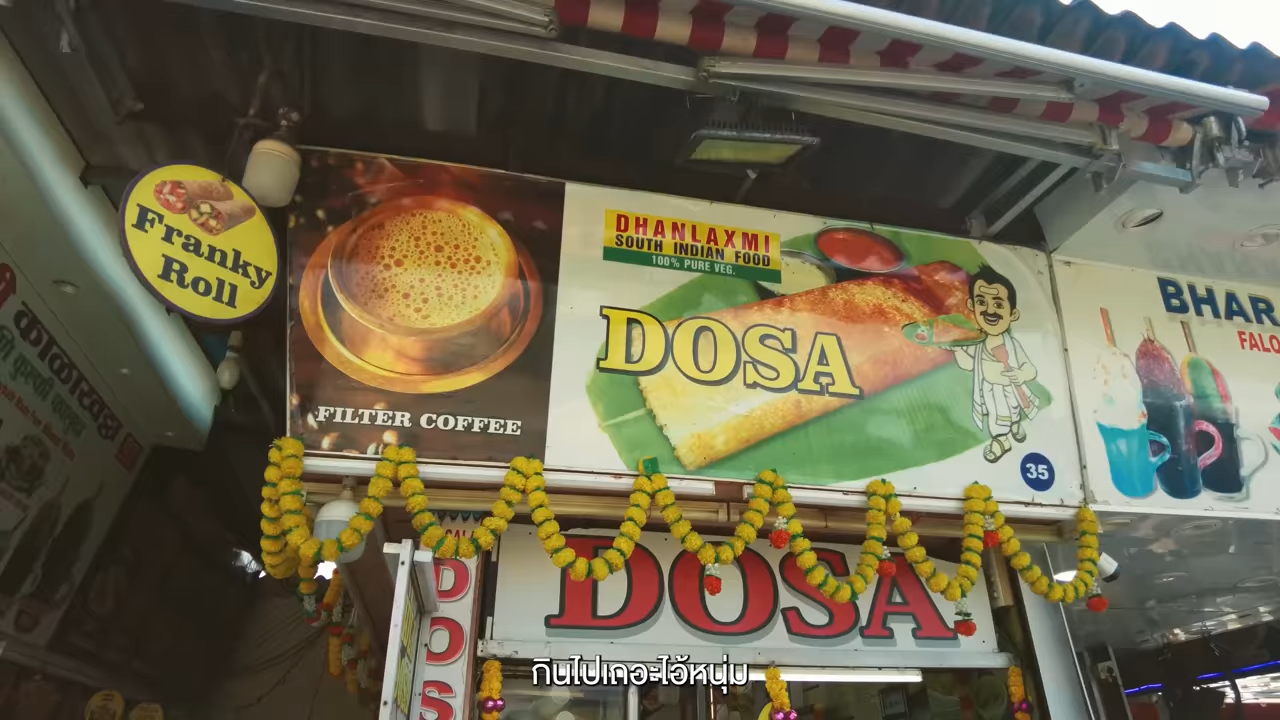 Franky
Roll
FILTER COFFEE
DHANLAXMI
SOUTH INDIAN FOOD
100% PURE VEG.
DOSA
35
BHAR
FALO
काळाखट्टा
DOSA
DOS
กินไปเถอะไอ้หนุ่ม